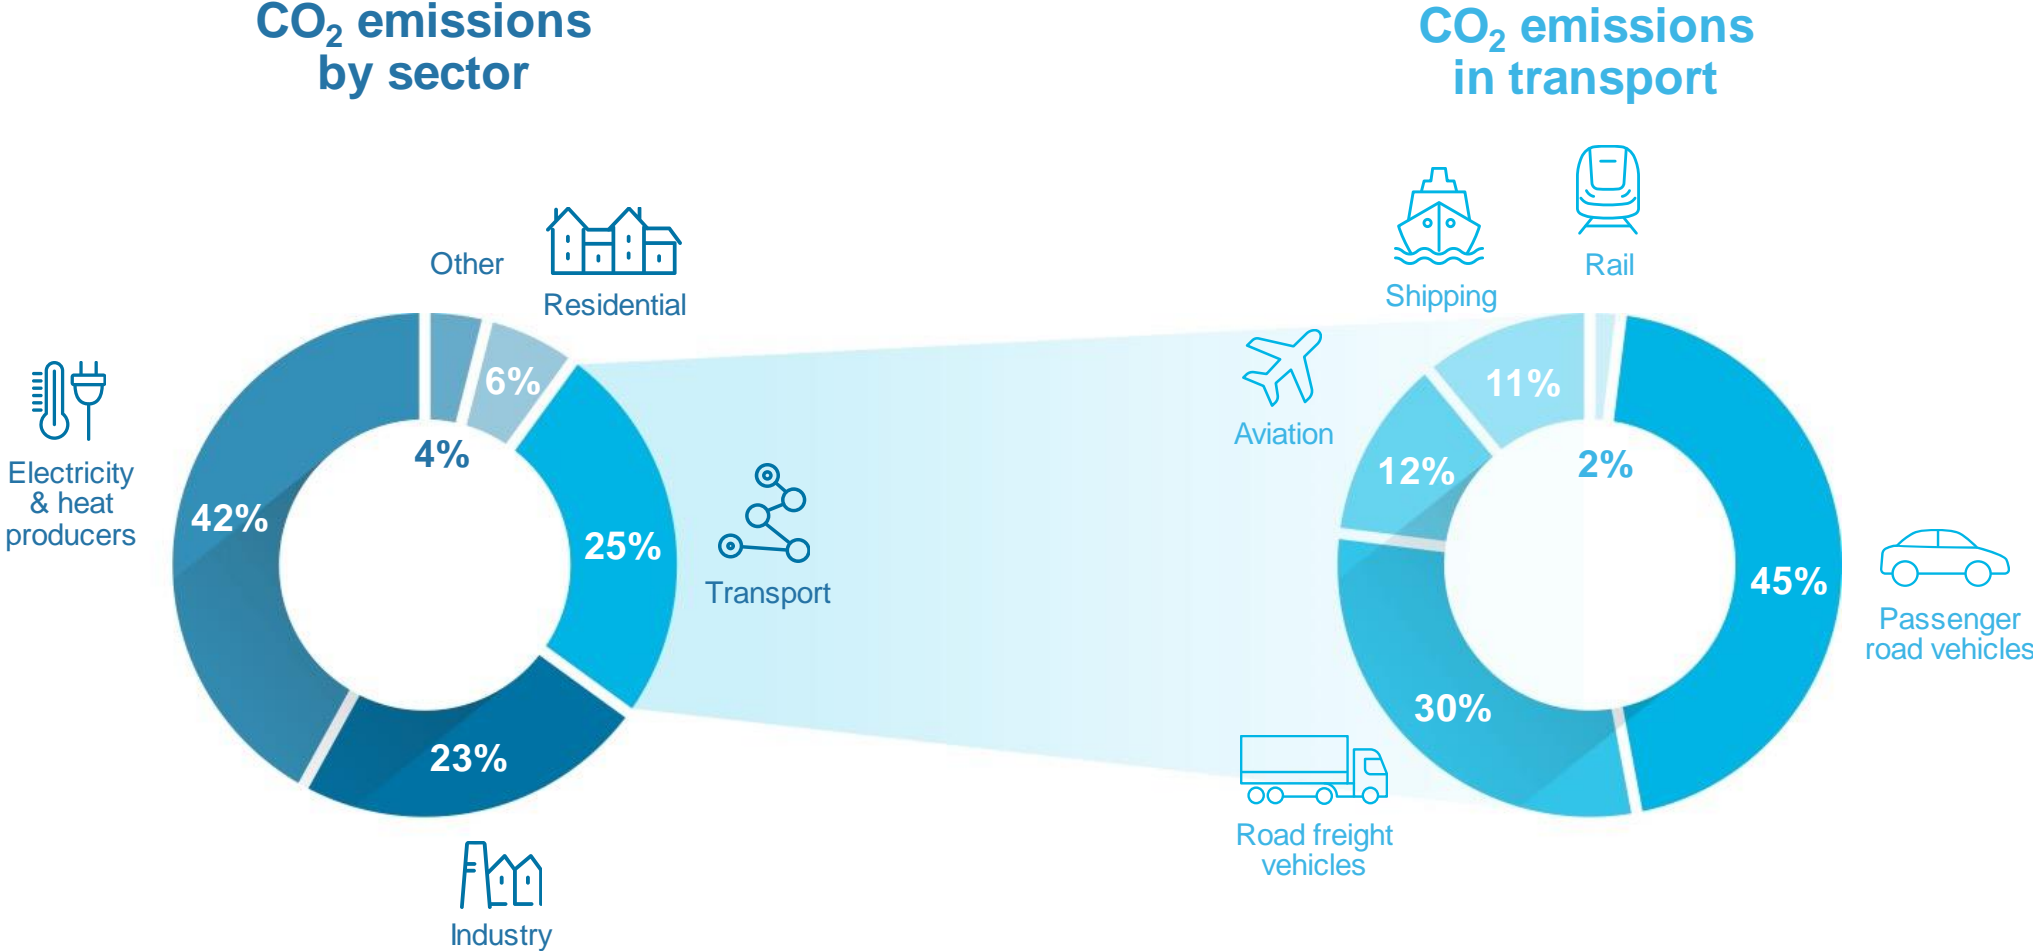 CO₂ emissions
by sector
Other
Residential
Electricity
& heat
producers
42%
4%
6%
25%
23%
Transport
Industry
CO₂ emissions
in transport
Shipping
Rail
Aviation
11%
2%
12%
45%
30%
Passenger
road vehicles
Road freight
vehicles